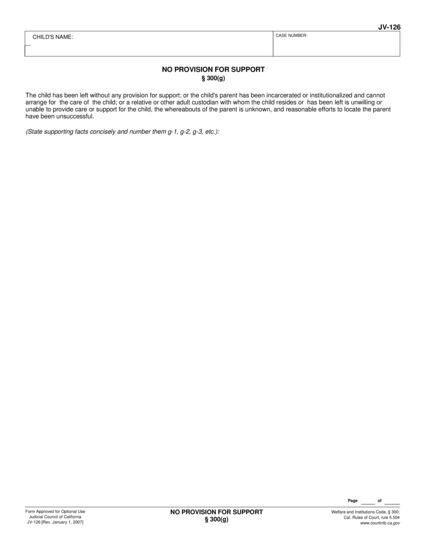 JV-126
CHILD'S NAME:
CASE NUMBER:
NO PROVISION FOR SUPPORT
§ 300(g)
The child has been left without any provision for support; or the child's parent has been incarcerated or institutionalized and cannot
arrange for the care of the child; or a relative or other adult custodian with whom the child resides or has been left is unwilling or
unable to provide care or support for the child, the whereabouts of the parent is unknown, and reasonable efforts to locate the parent
have been unsuccessful.
(State supporting facts concisely and number them g-1, g-2, g-3, etc.):
Page of
Form Approved for Optional Use
Judicial Council of California
JV-126 [Rev. January 1, 2007]
NO PROVISION FOR SUPPORT
§ 300(g)
Welfare and Institutions Code, § 300;
Cal. Rules of Court, rule 5.504
www.courtinfo.ca.gov